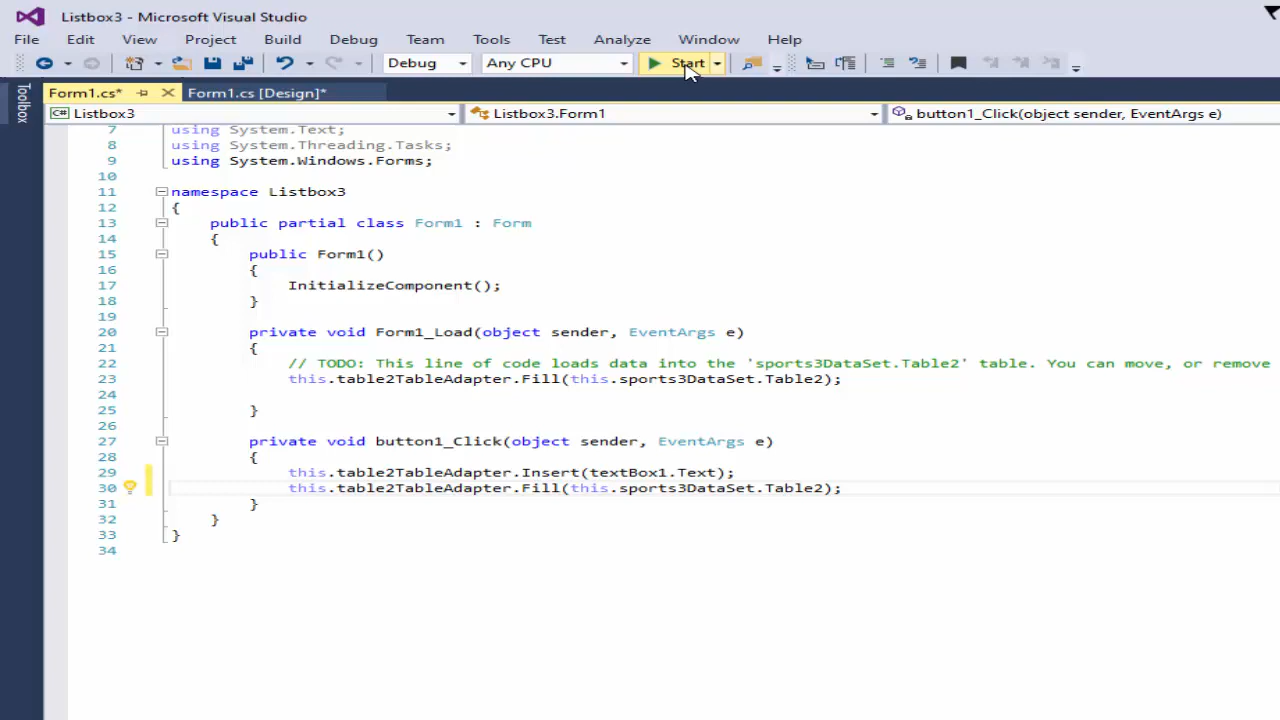 Listbox3 - Microsoft Visual Studio
File Edit View Project Build Debug Team Tools Test Analyze Window Help
Debug Any CPU Start
Toolbox
Form1.cs* Form1.cs [Design]*
C# Listbox3 Listbox3.Form1 button1_Click(object sender, EventArgs e)
7 using System.Text;
8 using System.Threading.Tasks;
9 using System.Windows.Forms;
10
11 namespace Listbox3
12 {
13 public partial class Form1 : Form
14 {
15 public Form1()
16 {
17 InitializeComponent();
18 }
19
20 private void Form1_Load(object sender, EventArgs e)
21 {
22 // TODO: This line of code loads data into the 'sports3DataSet.Table2' table. You can move, or remove
23 this.table2TableAdapter.Fill(this.sports3DataSet.Table2);
24
25 }
26
27 private void button1_Click(object sender, EventArgs e)
28 {
29 this.table2TableAdapter.Insert(textBox1.Text);
30 this.table2TableAdapter.Fill(this.sports3DataSet.Table2);
31 }
32 }
33 }
34